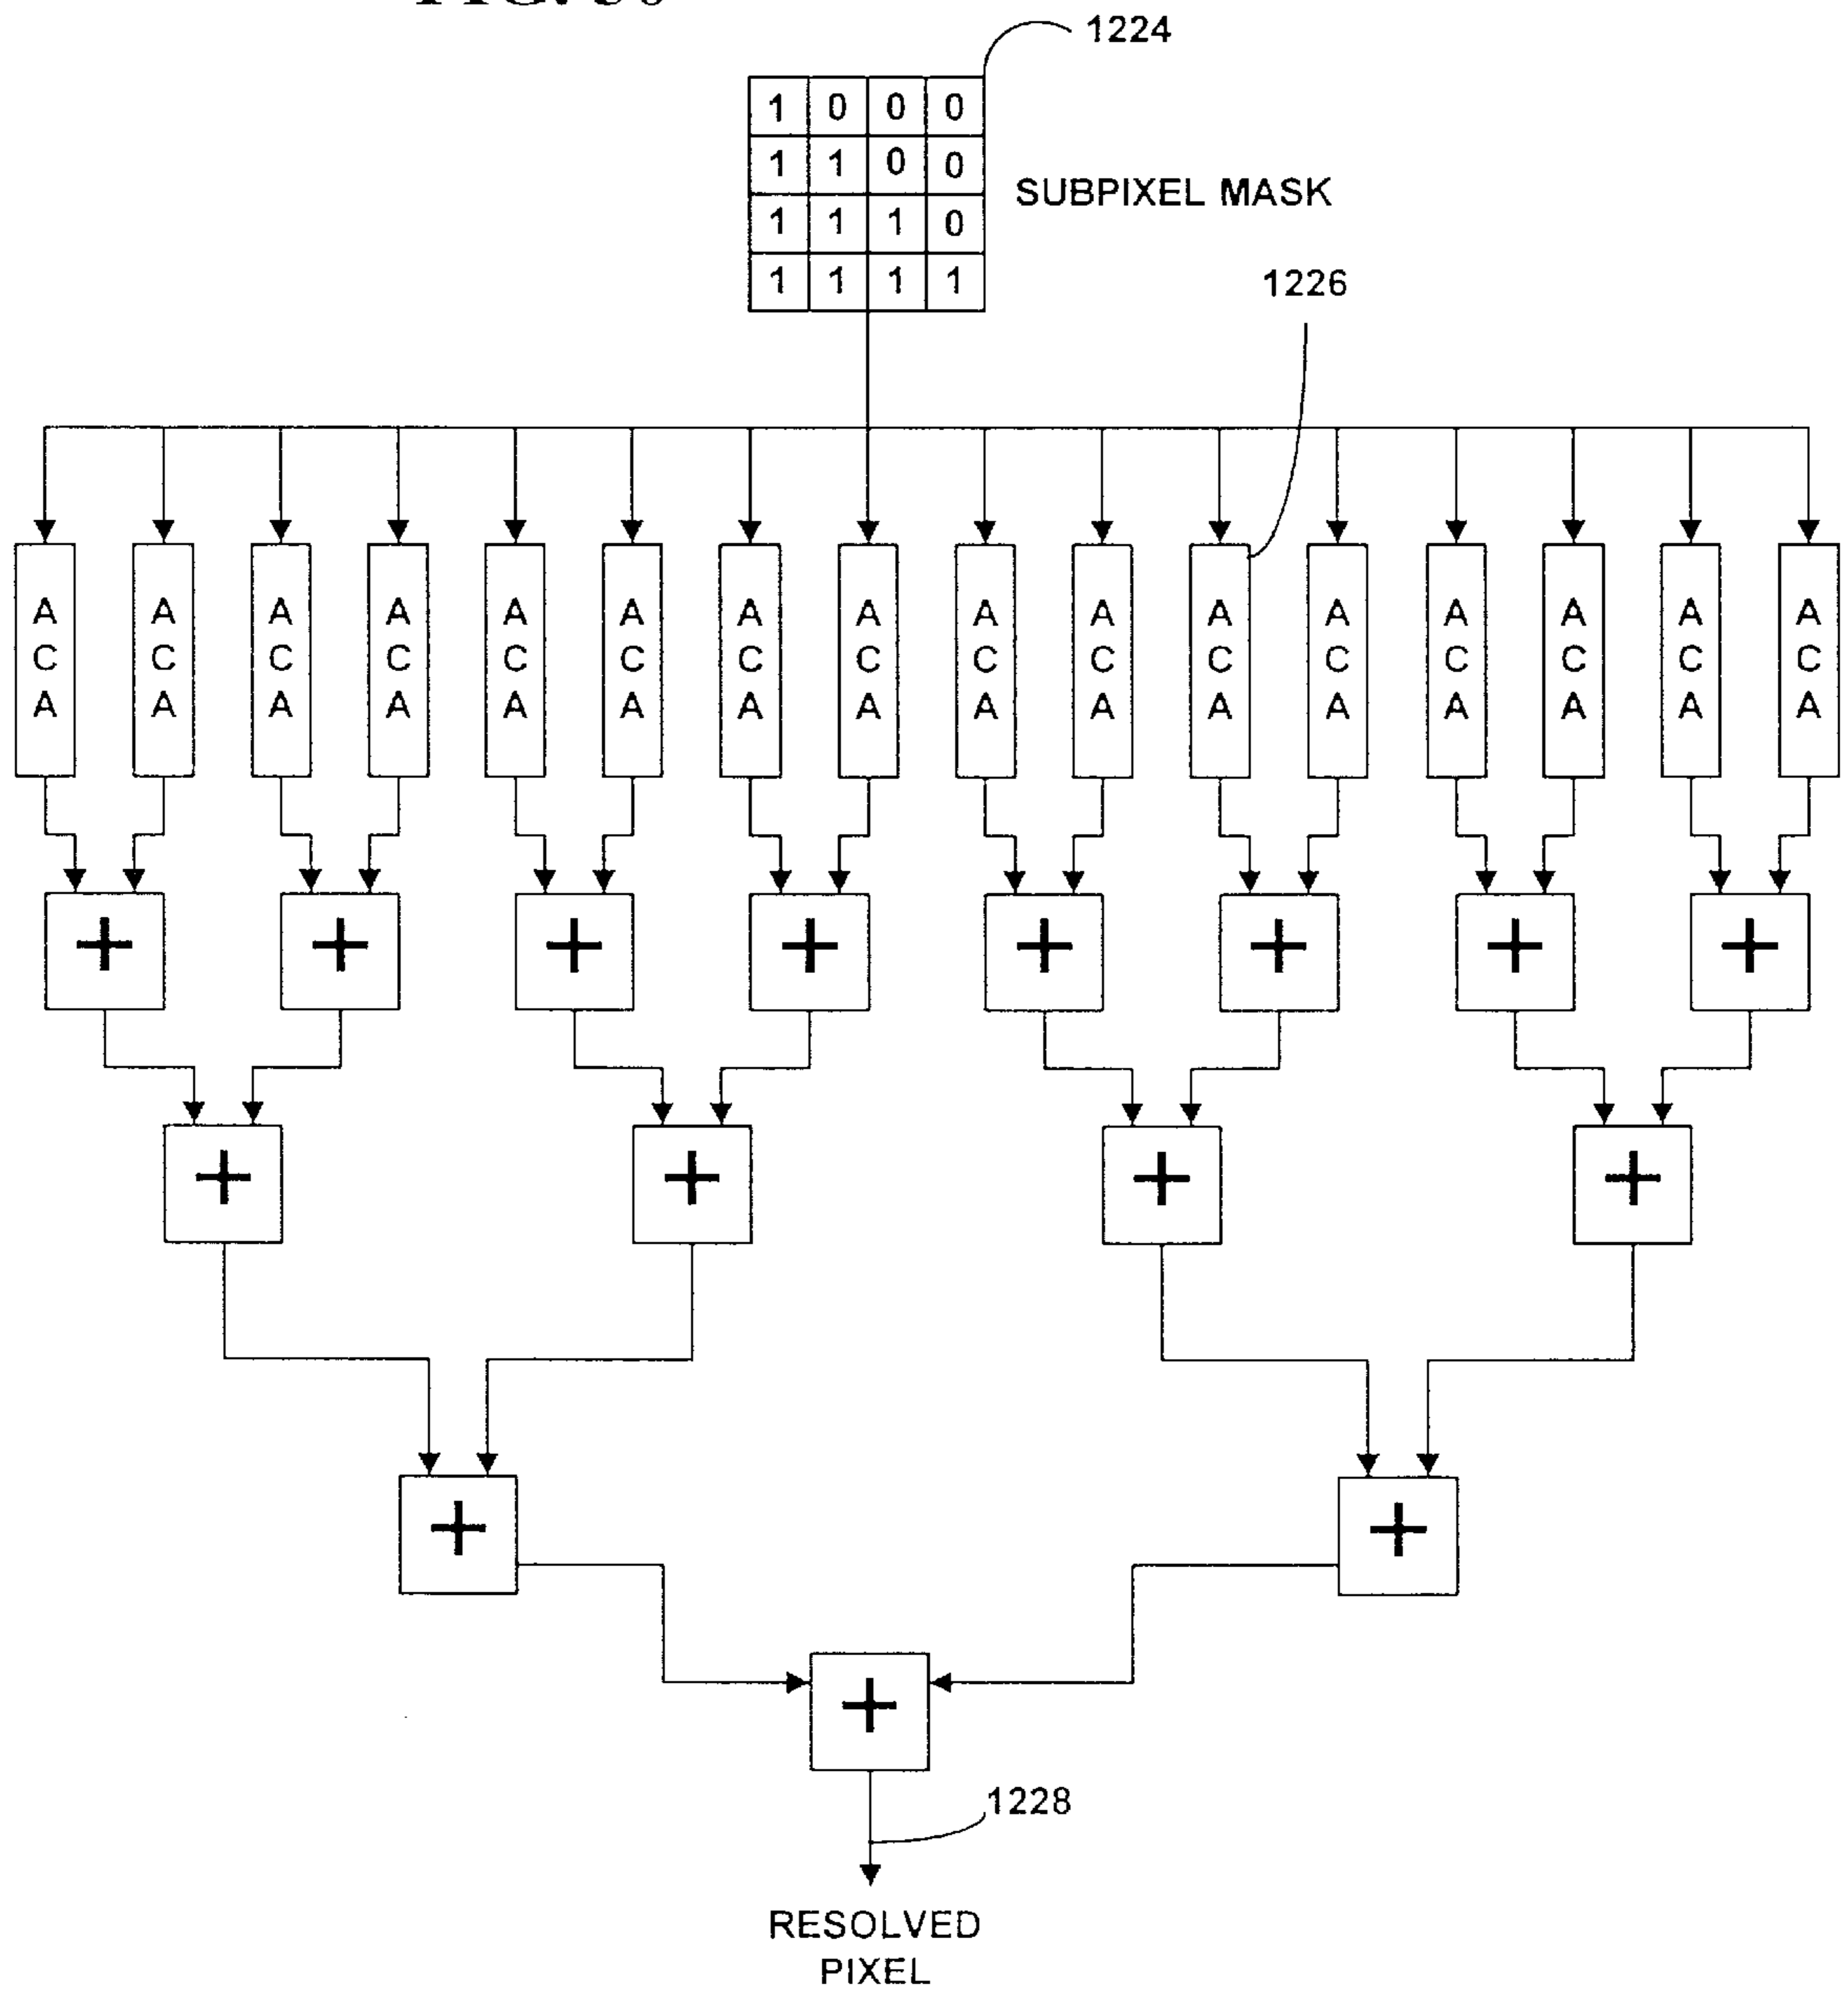 1224
1 0 0 0
1 1 0 0
1 1 1 0
1 1 1 1
SUBPIXEL MASK
1226
A A A A A A A A A A A A A A A A
C C C C C C C C C C C C C C C C
A A A A A A A A A A A A A A A A
+ + + + + + + +
+ + + +
+ +
+
1228
RESOLVED
PIXEL